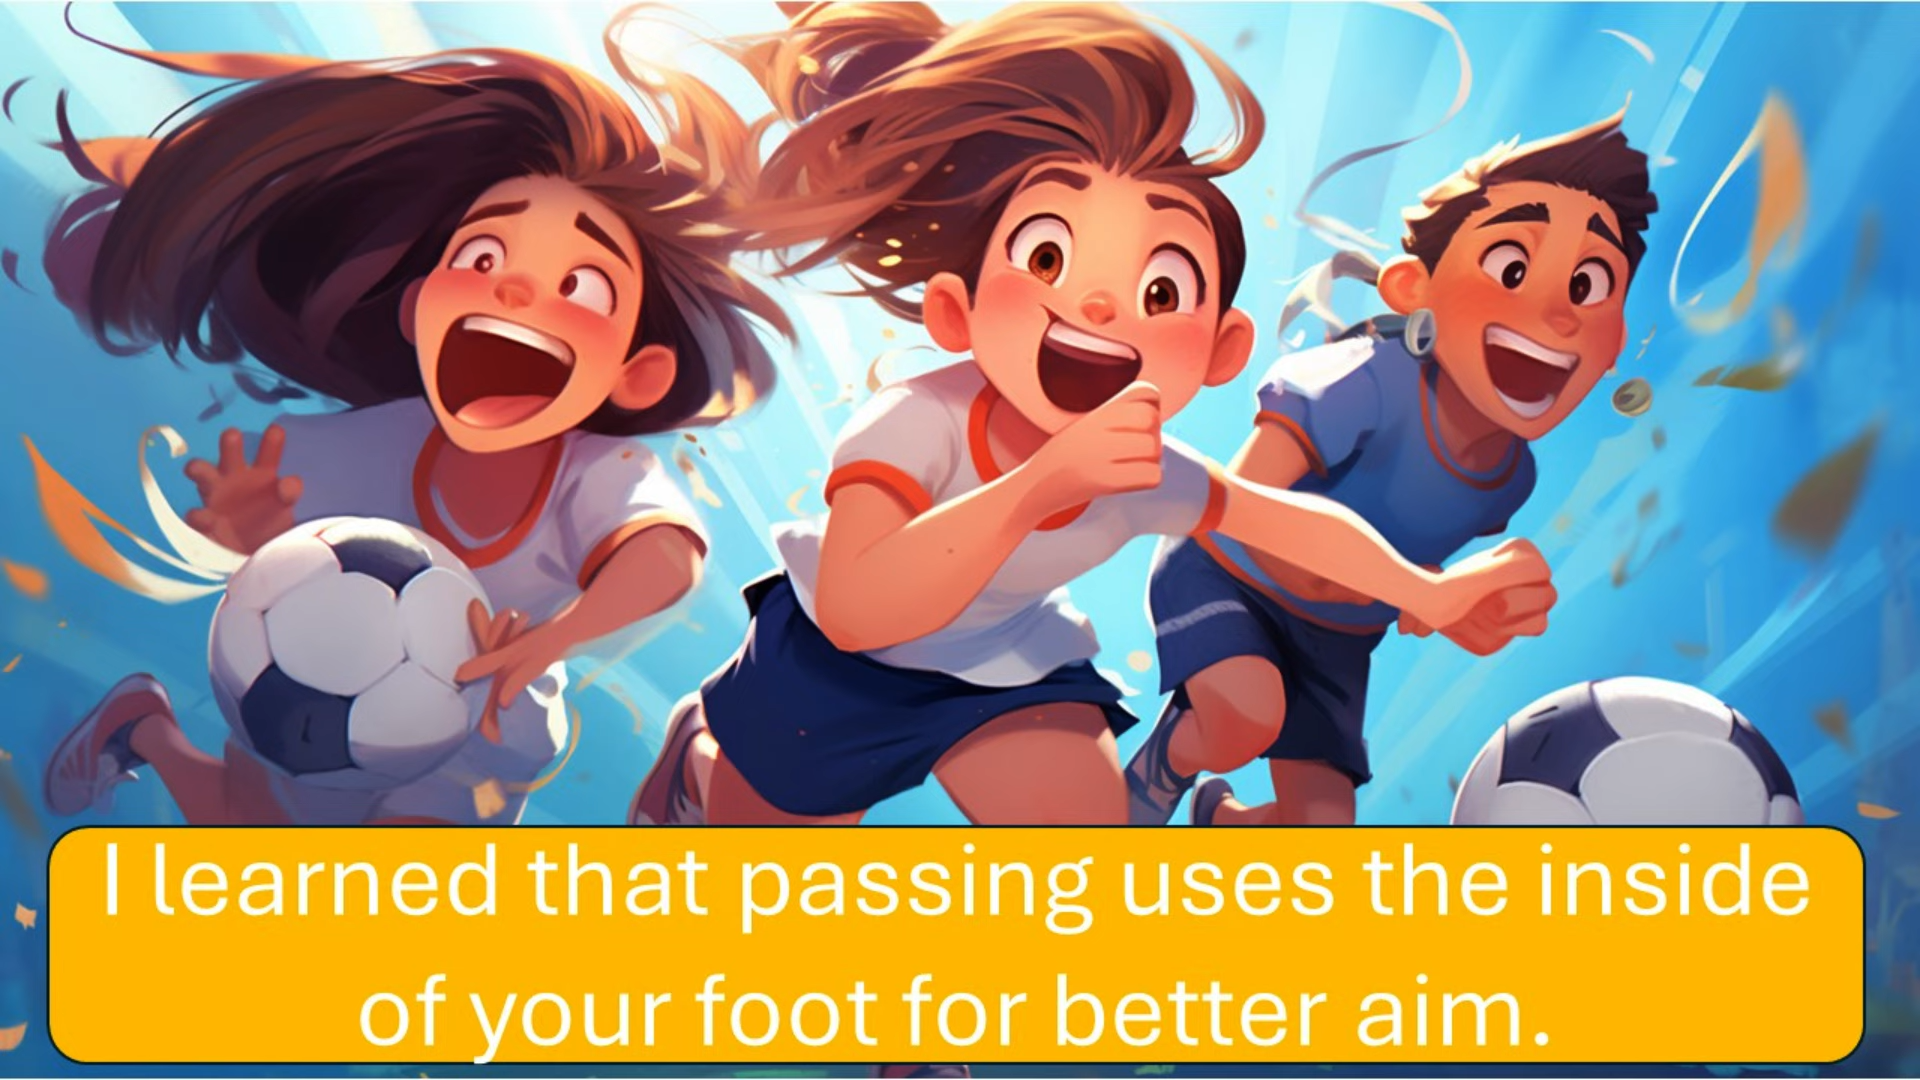 I learned that passing uses the inside
of your foot for better aim.